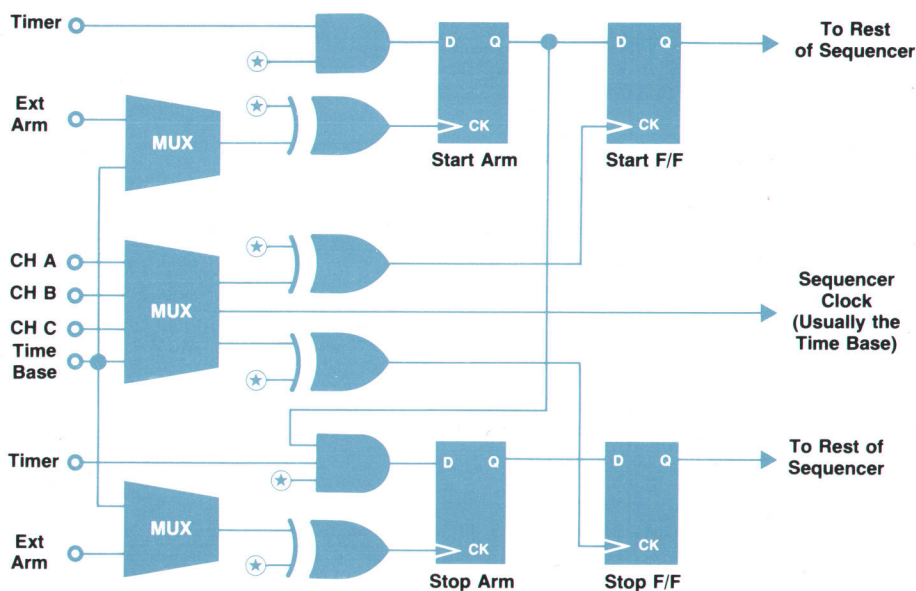 Timer
D Q
D Q
To Rest
of Sequencer
Ext
Arm
MUX
CK
CK
Start Arm
Start F/F
CH A
CH B
CH C
Time
Base
MUX
Sequencer
Clock
(Usually the
Time Base)
Timer
D Q
D Q
To Rest of
Sequencer
MUX
Ext
Arm
CK
CK
Stop Arm
Stop F/F